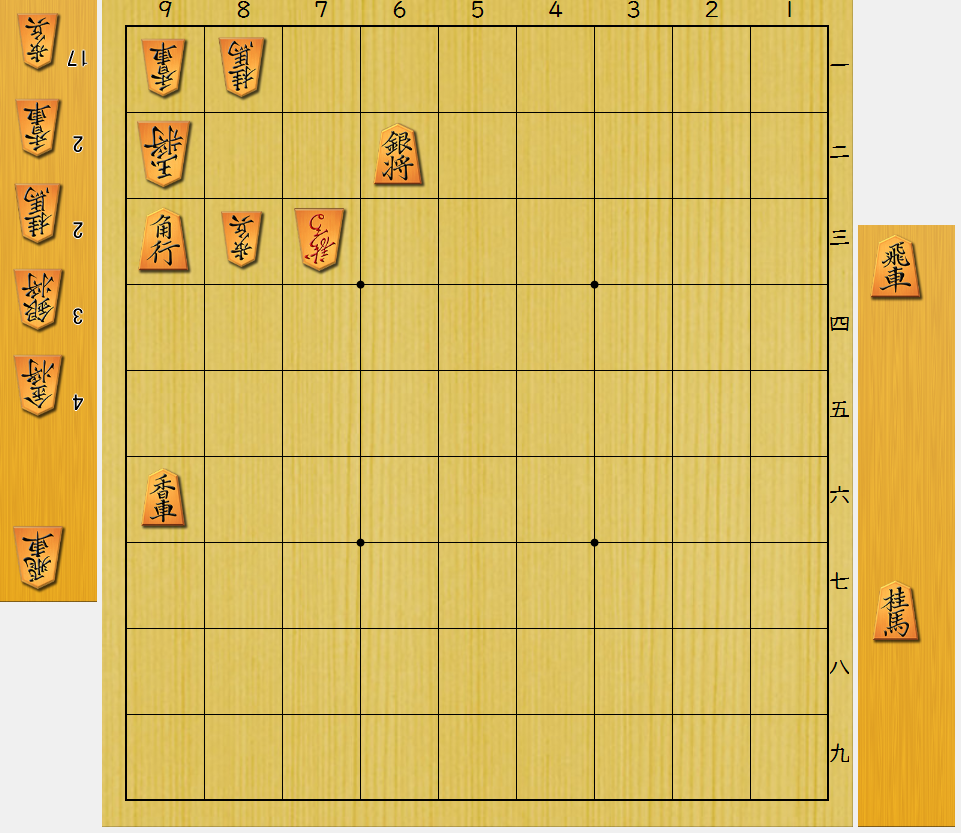 9 8 7 6 5 4 3 2 1
歩兵 17
香車 2
桂馬 2
銀将 3
金将 4
飛車
香車 桂馬 一
玉将 銀将 二
角行 歩兵 三
四
五
香車 六
七
八
九
飛車
桂馬